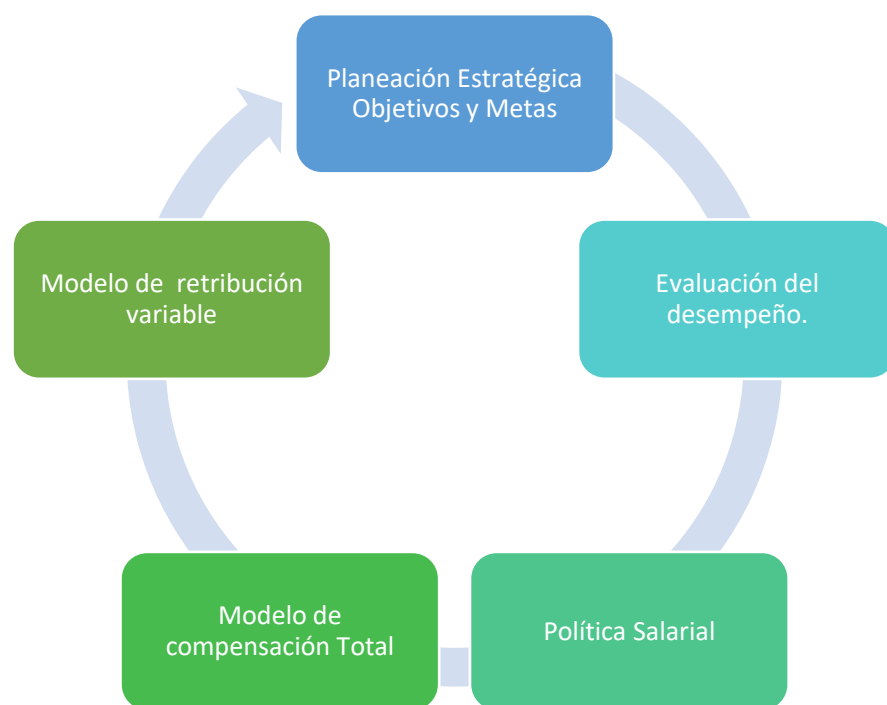 Planeación Estratégica
Objetivos y Metas
Evaluación del
desempeño.
Política Salarial
Modelo de
compensación Total
Modelo de  retribución
variable